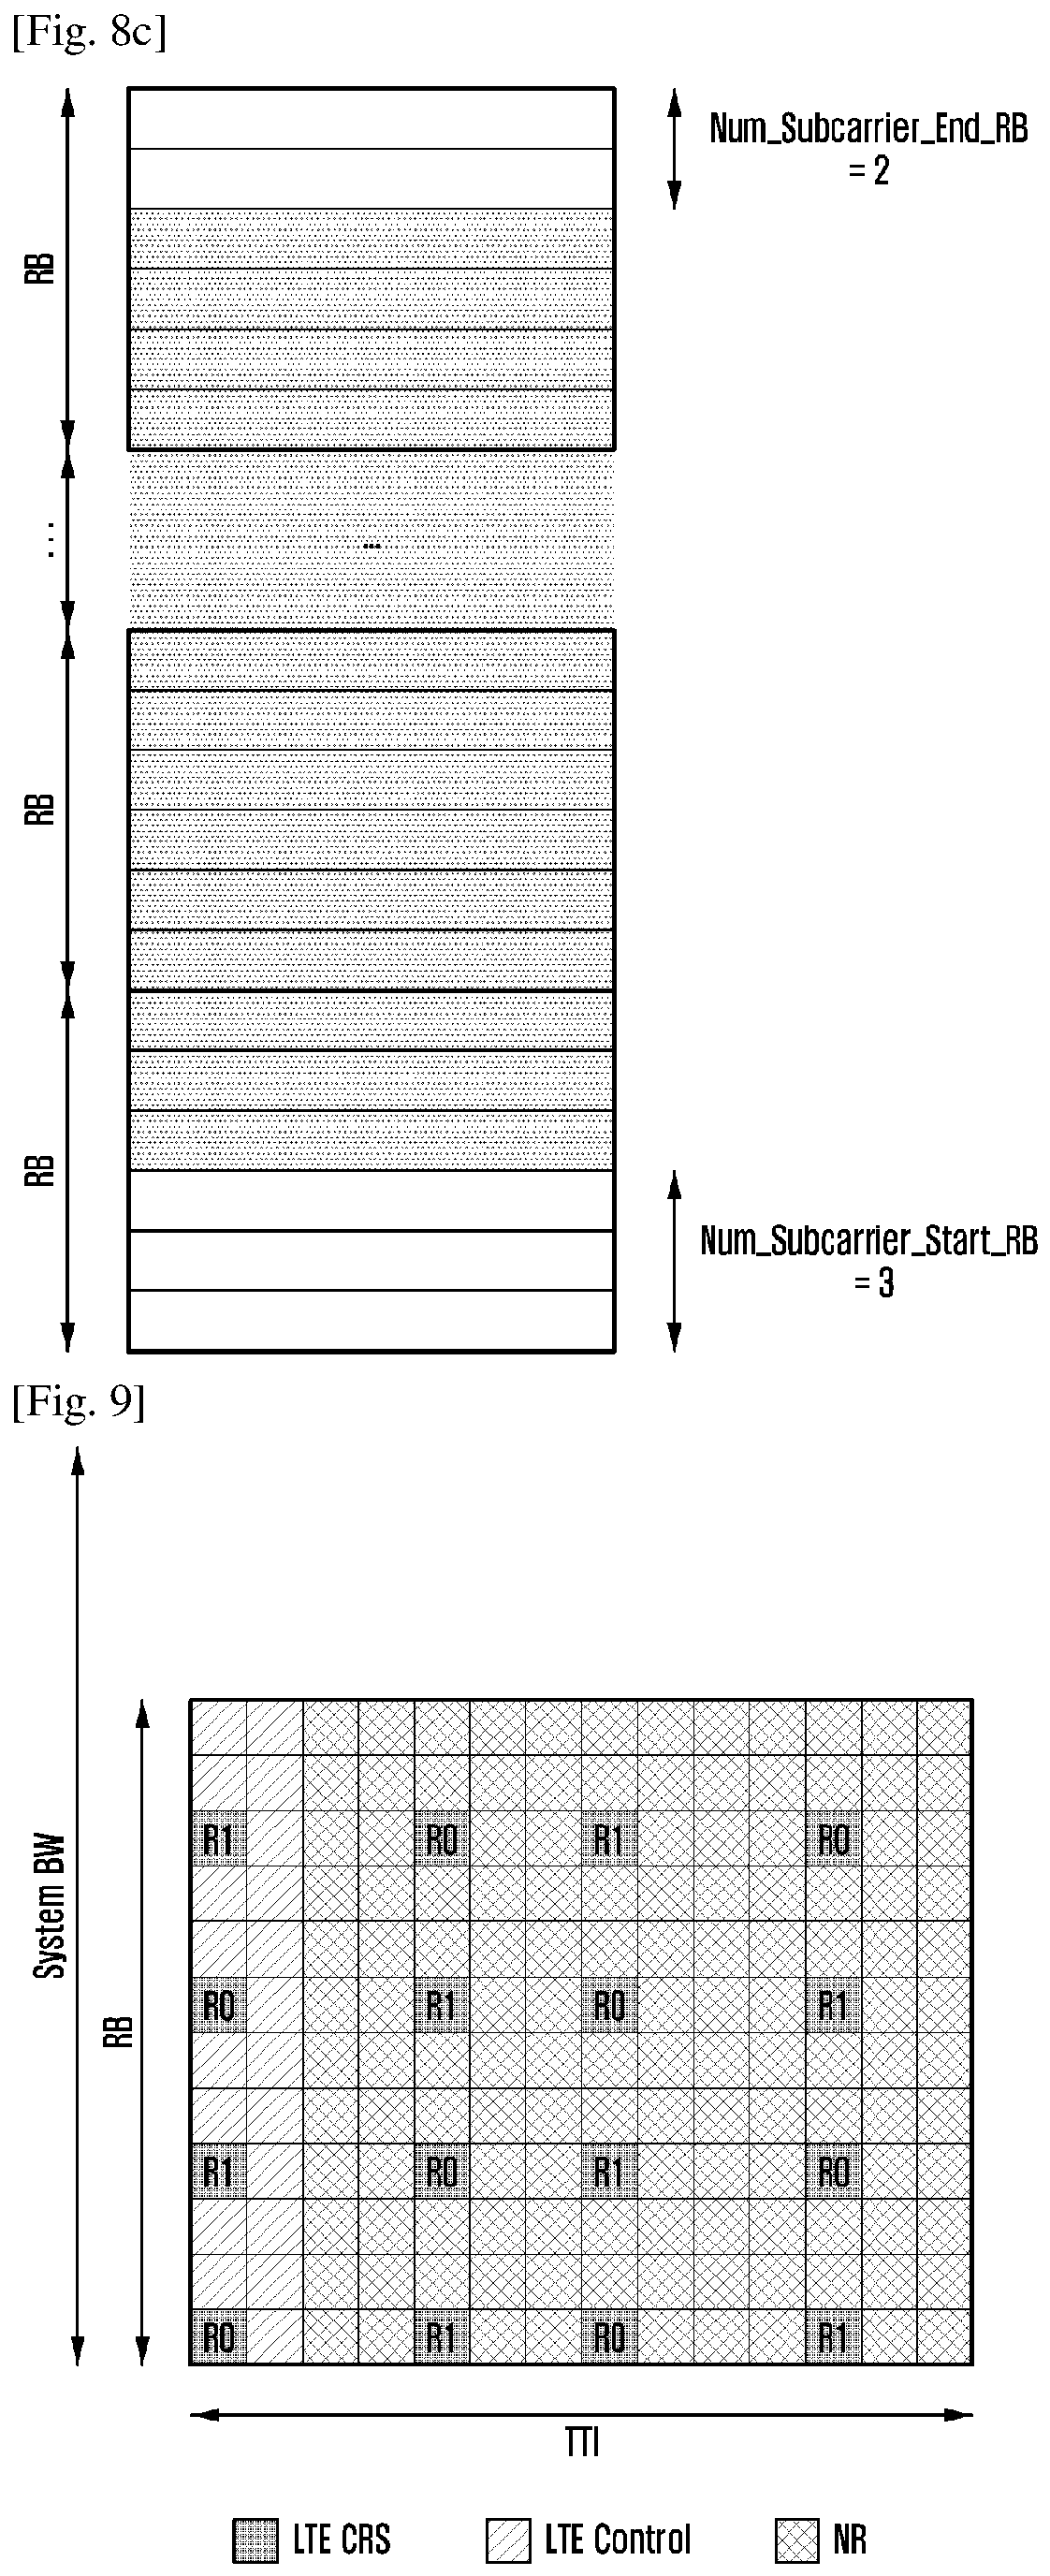 [Fig. 8c]
Num_Subcarrier_End_RB
= 2
RB
...
...
RB
RB
Num_Subcarrier_Start_RB
= 3
[Fig. 9]
System BW
RB
R1 R0 R1 R0
R0 R1 R0 R1
R1 R0 R1 R0
R0 R1 R0 R1
TTI
LTE CRS LTE Control NR